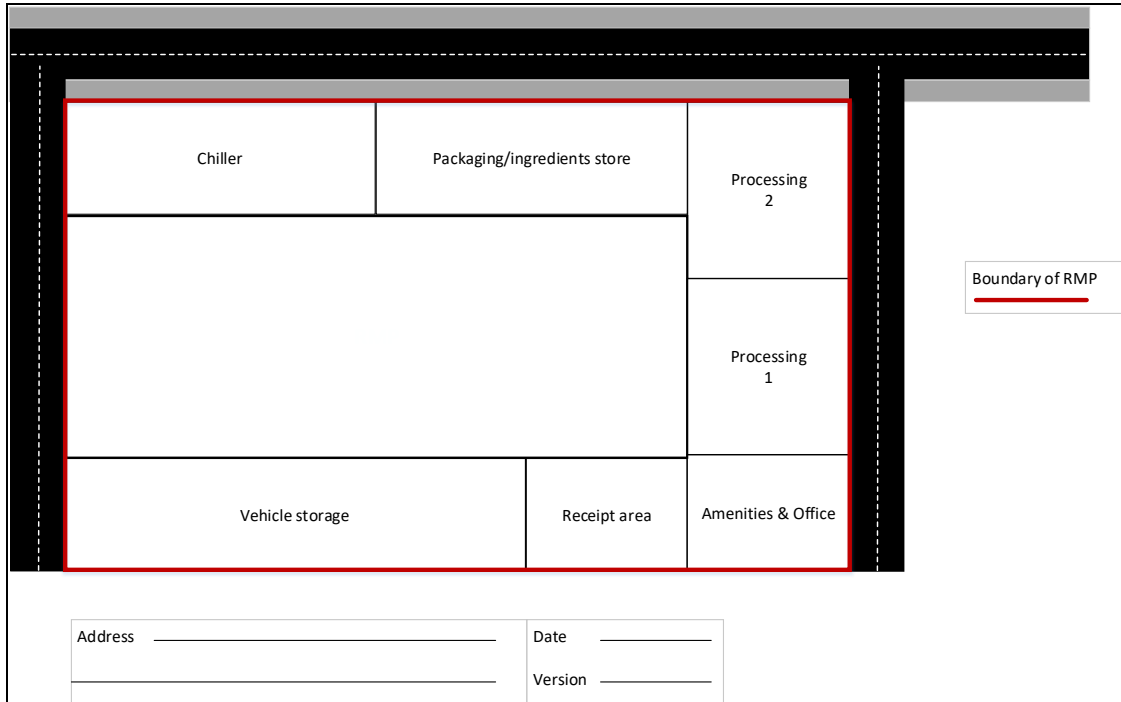 Chiller
Packaging/ingredients store
Processing
2
Boundary of RMP
Processing
1
Vehicle storage
Receipt area
Amenities & Office
Address
Date
Version